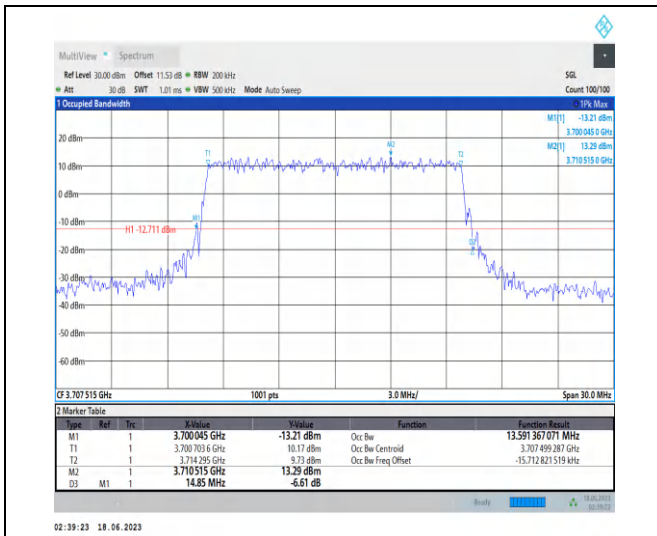 MultiView Spectrum
Ref Level 30.00 dBm Offset 11.53 dB RBW 200 kHz SGL
Att 30 dB SWT 1.01 ms VBW 500 kHz Mode Auto Sweep Count 100/100
1 Occupied Bandwidth 1Pk Max
M1[1] -13.21 dBm
3.700 045 0 GHz
M2[1] 13.29 dBm
3.710 515 0 GHz
20 dBm
T1 M2 T2
10 dBm
0 dBm
-10 dBm
M1
H1 -12.711 dBm
-20 dBm
-30 dBm
-40 dBm
-50 dBm
-60 dBm
CF 3.707 515 GHz 1001 pts 3.0 MHz/ Span 30.0 MHz
2 Marker Table
Type Ref Trc X-Value Y-Value Function Function Result
M1 1 3.700 045 GHz -13.21 dBm Occ Bw 13.591 367 071 MHz
T1 1 3.700 703 6 GHz 10.17 dBm Occ Bw Centroid 3.707 499 287 GHz
T2 1 3.714 295 GHz 9.73 dBm Occ Bw Freq Offset -15.712 821 519 kHz
M2 1 3.710 515 GHz 13.29 dBm
D3 M1 1 14.85 MHz -6.61 dB
Ready 18.06.2023
02:39:23
02:39:23 18.06.2023